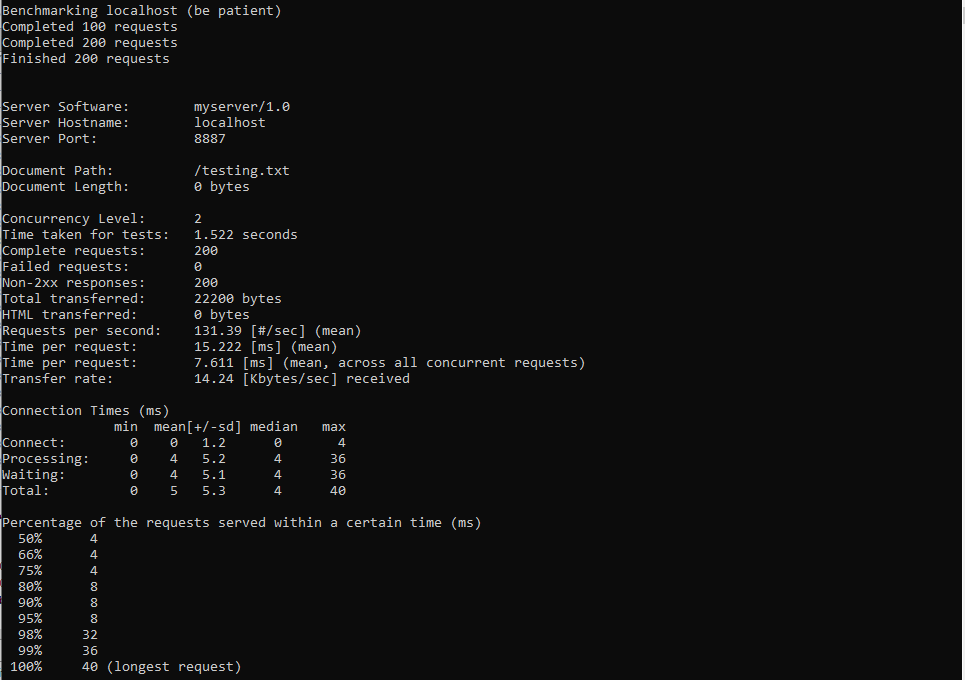 Benchmarking localhost (be patient)
Completed 100 requests
Completed 200 requests
Finished 200 requests
Server Software:        myserver/1.0
Server Hostname:        localhost
Server Port:            8887
Document Path:          /testing.txt
Document Length:        0 bytes
Concurrency Level:      2
Time taken for tests:   1.522 seconds
Complete requests:      200
Failed requests:        0
Non-2xx responses:      200
Total transferred:      22200 bytes
HTML transferred:       0 bytes
Requests per second:    131.39 [#/sec] (mean)
Time per request:       15.222 [ms] (mean)
Time per request:       7.611 [ms] (mean, across all concurrent requests)
Transfer rate:          14.24 [Kbytes/sec] received
Connection Times (ms)
              min  mean[+/-sd] median   max
Connect:        0    0   1.2      0       4
Processing:     0    4   5.2      4      36
Waiting:        0    4   5.1      4      36
Total:          0    5   5.3      4      40
Percentage of the requests served within a certain time (ms)
  50%      4
  66%      4
  75%      4
  80%      8
  90%      8
  95%      8
  98%     32
  99%     36
 100%     40 (longest request)